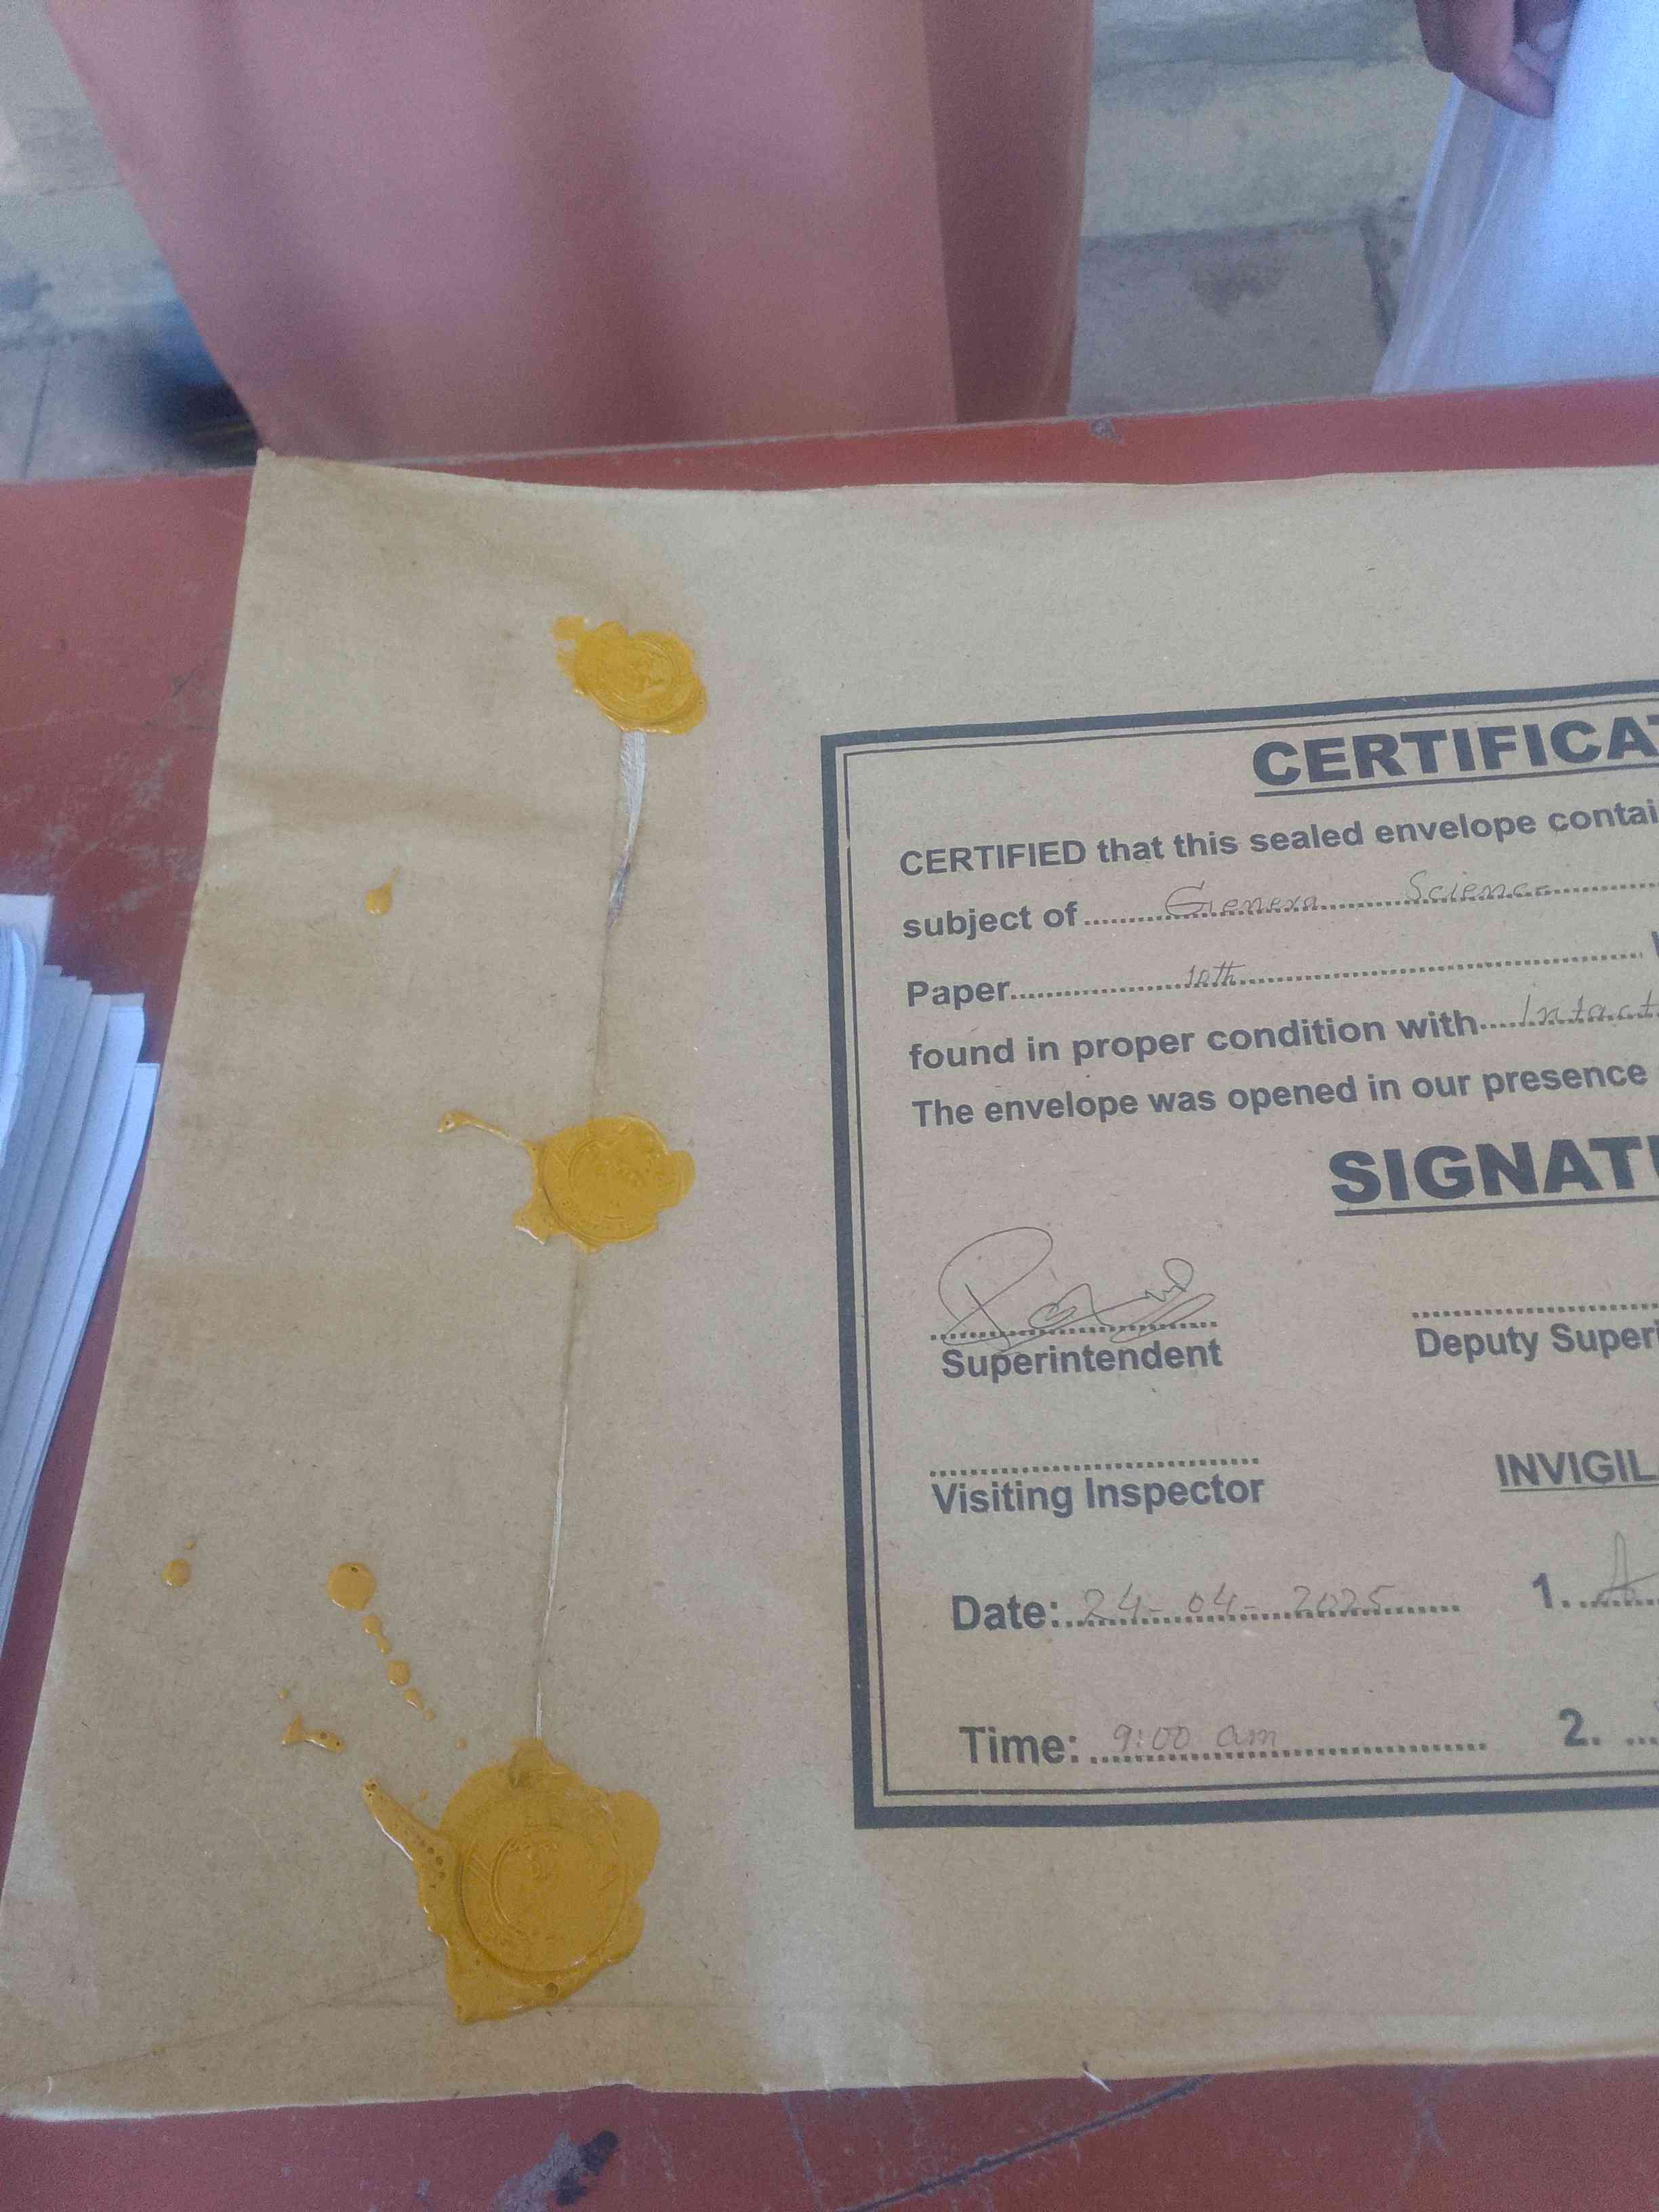 CERTIFICAT
CERTIFIED that this sealed envelope contai
subject of Genera Science
Paper 10th
found in proper condition with Intact
The envelope was opened in our presence
SIGNATU
Superintendent
Deputy Superi
Visiting Inspector
INVIGIL
Date: 24-04-2025
1. A
Time: 9:00 am
2.